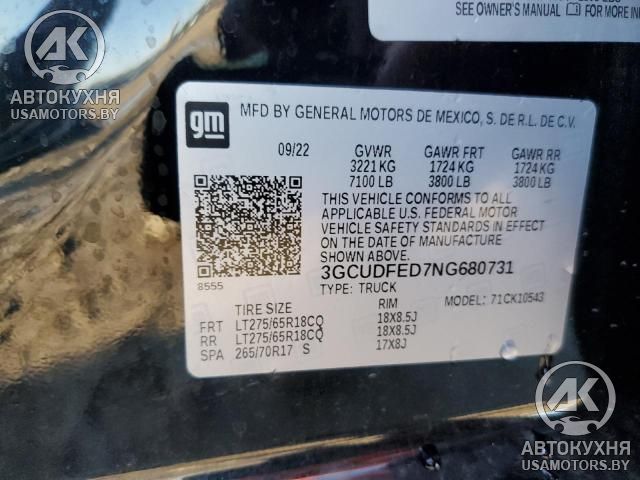 SEE OWNER'S MANUAL FOR MORE
AK
АВТОКУХНЯ
USAMOTORS.BY
gm
MFD BY GENERAL MOTORS DE MEXICO, S. DE R.L. DE C.V.
09/22 GVWR GAWR FRT GAWR RR
3221 KG 1724 KG 1724 KG
7100 LB 3800 LB 3800 LB
THIS VEHICLE CONFORMS TO ALL
APPLICABLE U.S. FEDERAL MOTOR
VEHICLE SAFETY STANDARDS IN EFFECT
ON THE DATE OF MANUFACTURE
SHOWN ABOVE.
3GCUDFED7NG680731
8555
TYPE: TRUCK MODEL: 71CK10543
TIRE SIZE RIM
FRT LT275/65R18CQ 18X8.5J
RR LT275/65R18CQ 18X8.5J
SPA 265/70R17 S 17X8J
AK
АВТОКУХНЯ
USAMOTORS.BY